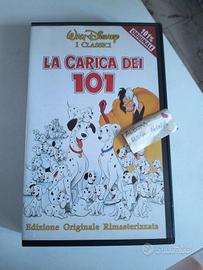 Walt Disney
I CLASSICI
LA CARICA DEI
101
Edizione Originale Rimasterizzata